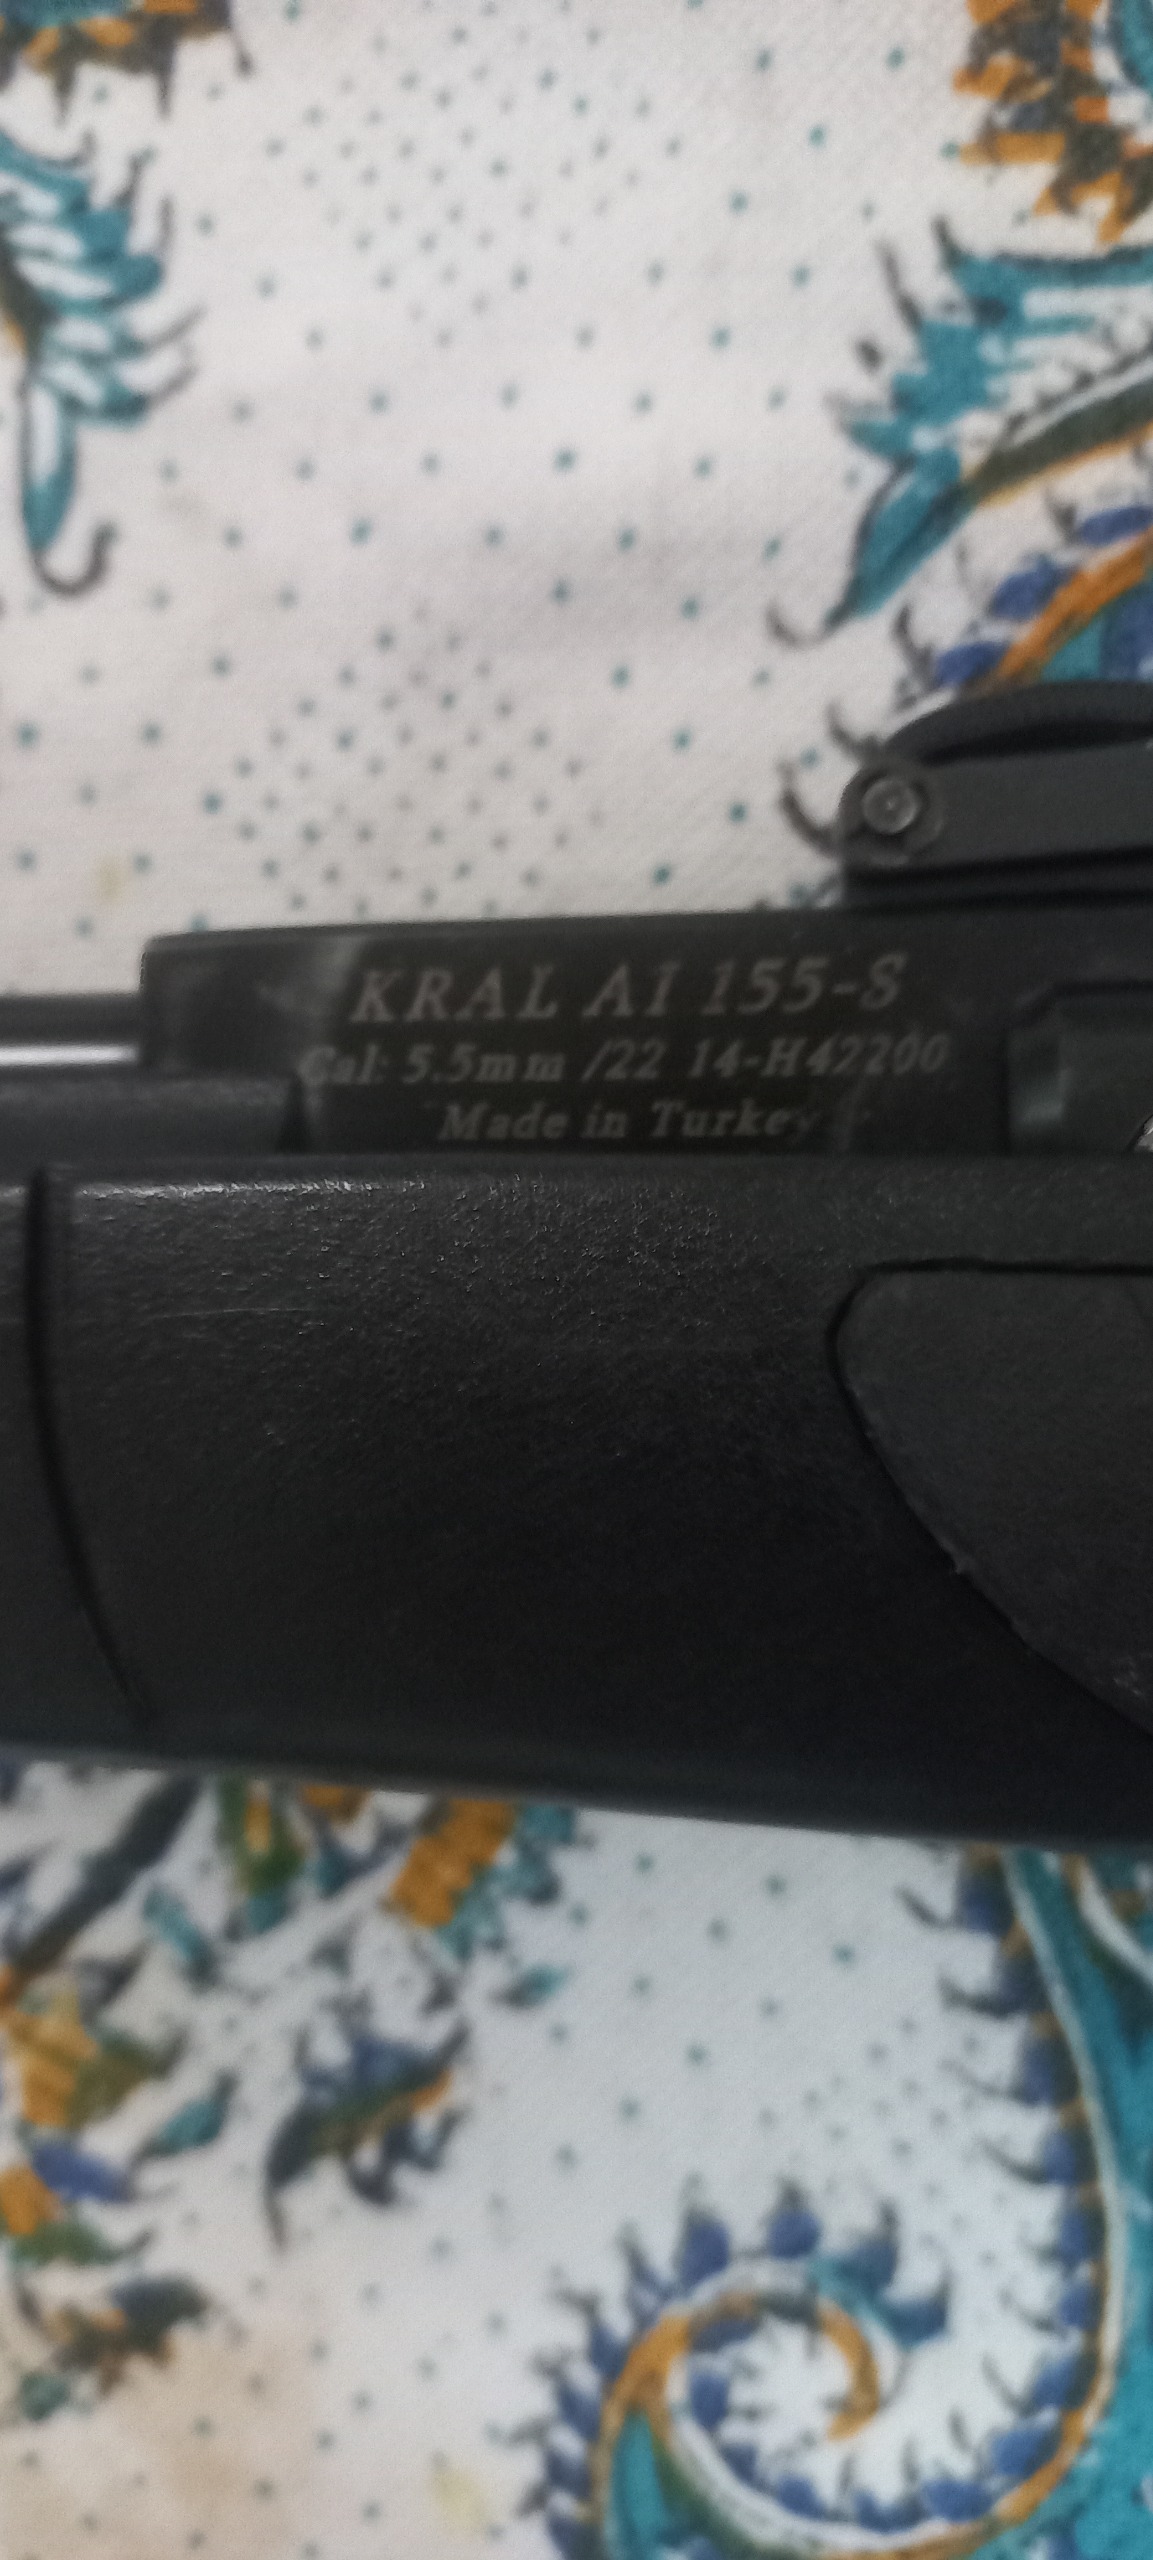 KRAL AI 155-S
Cal: 5.5mm /22 14-H42200
Made in Turkey